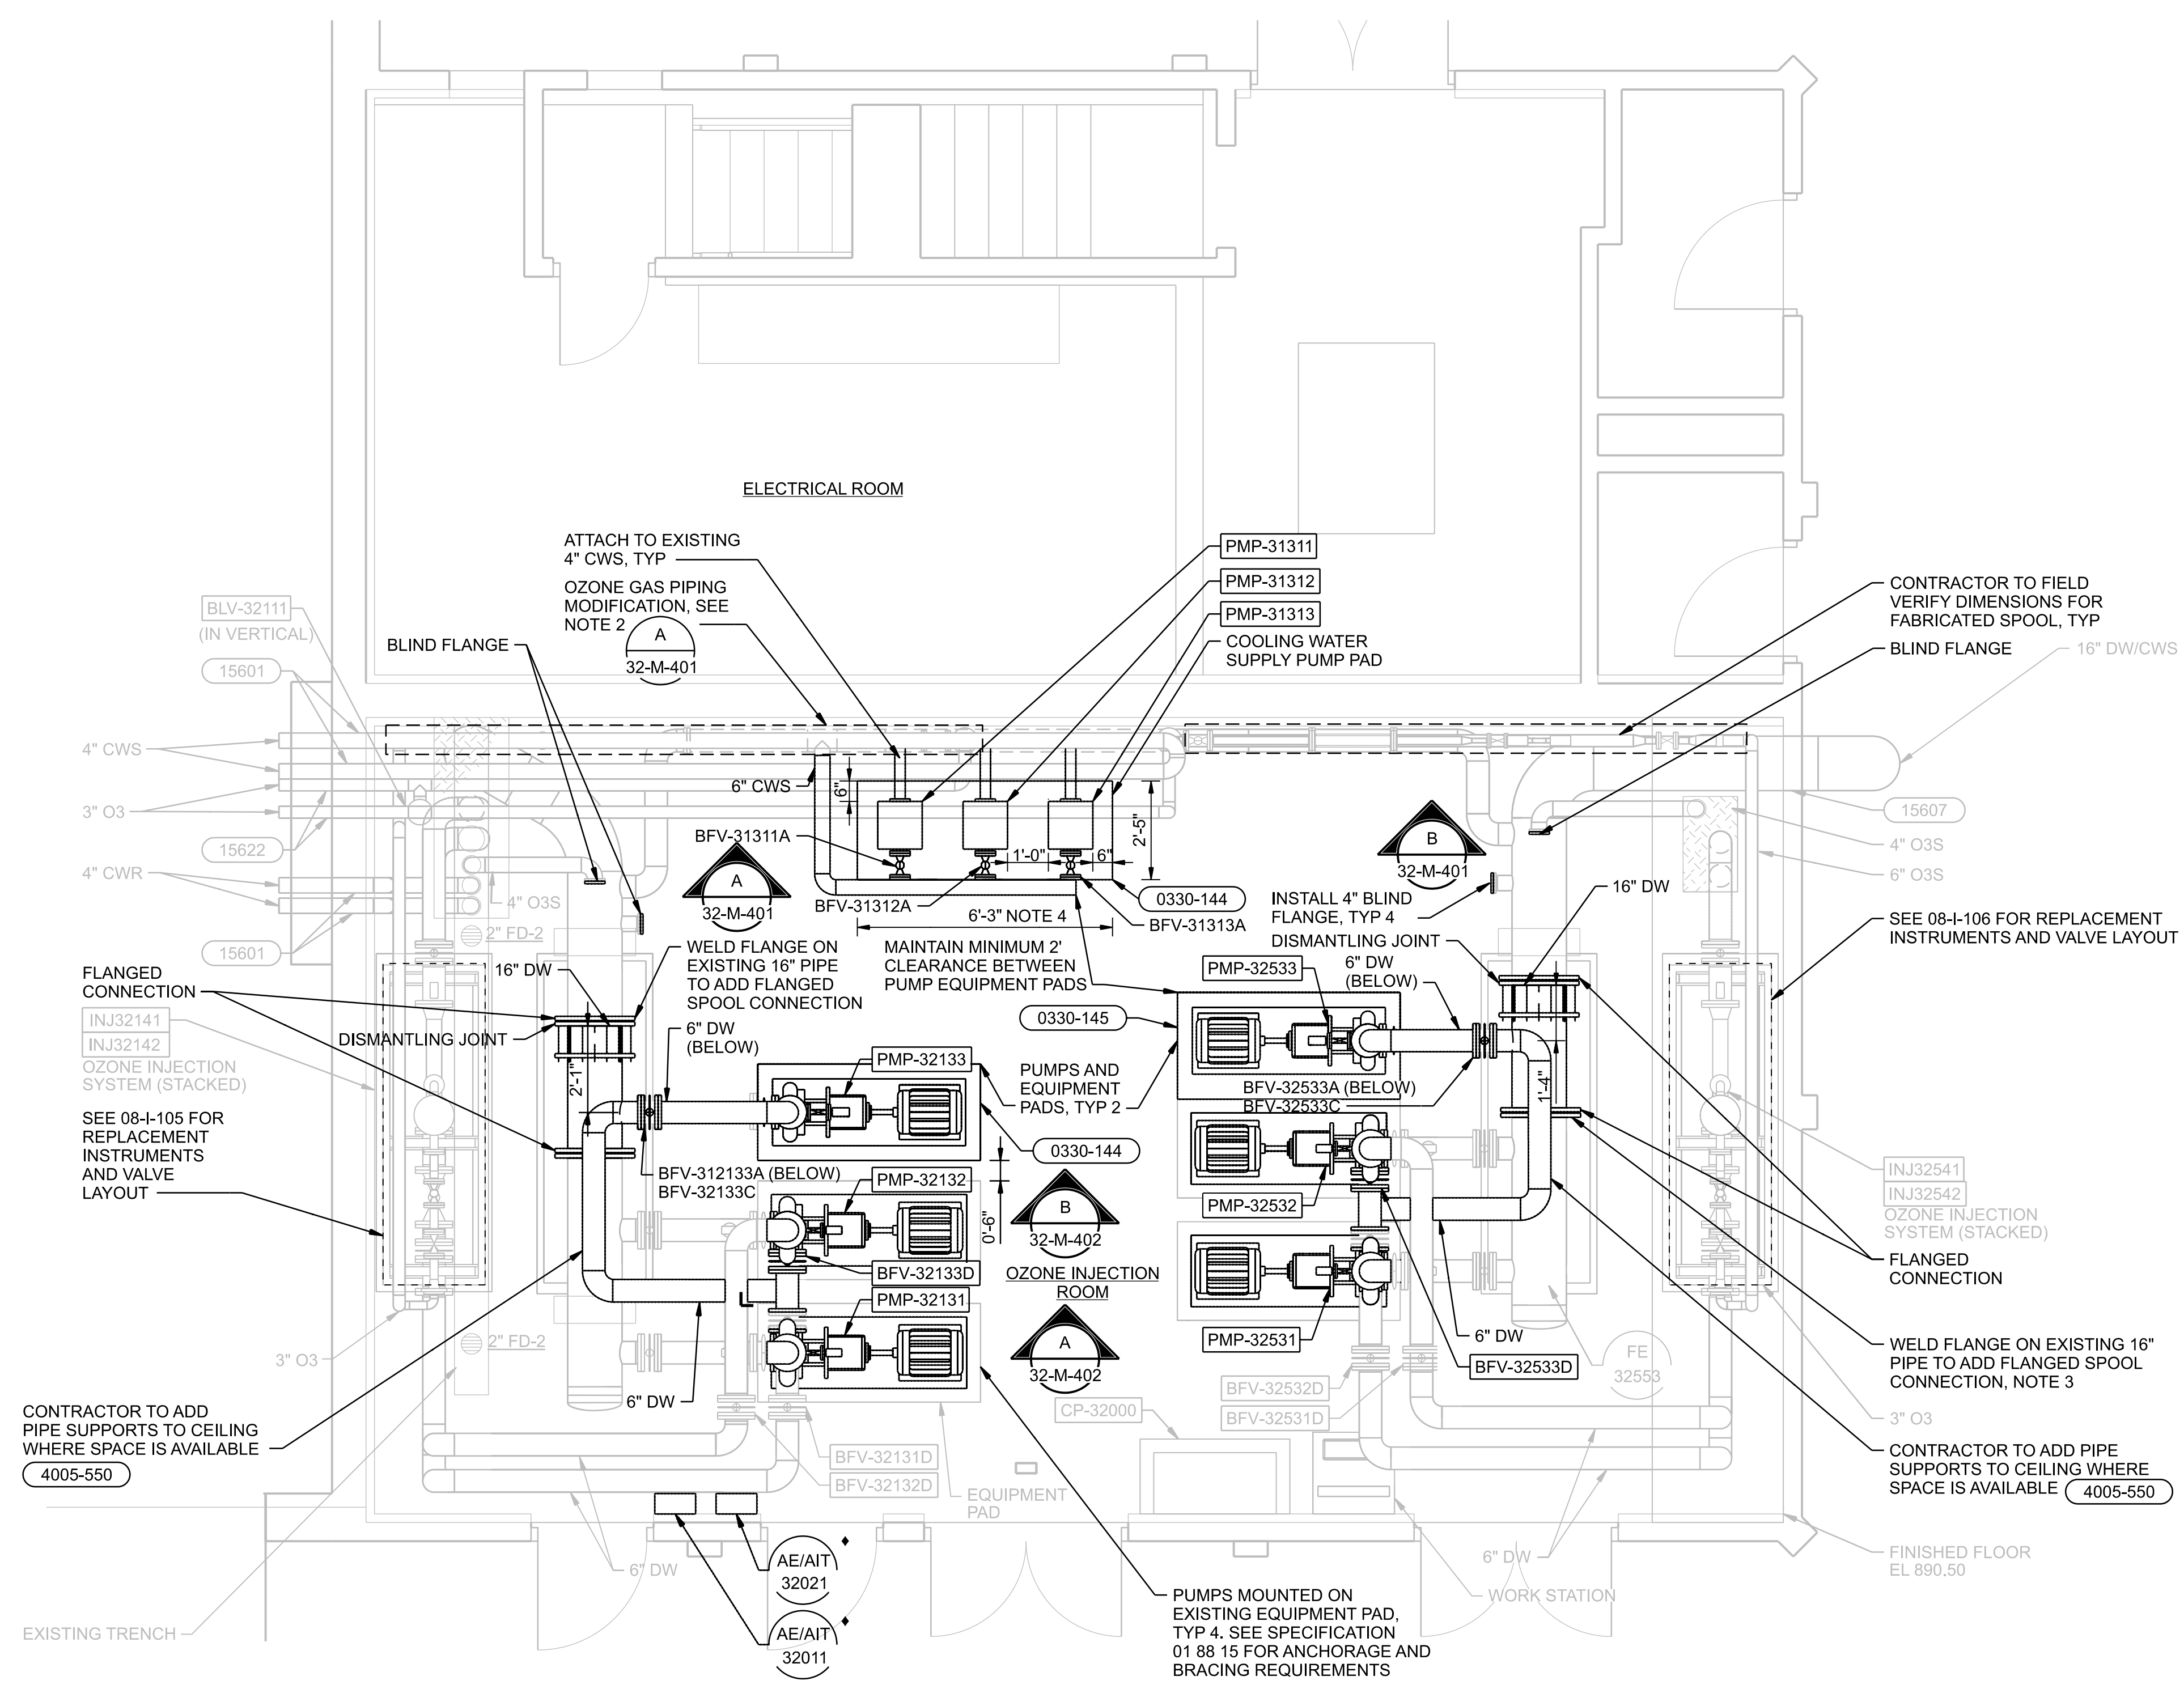 ELECTRICAL ROOM
ATTACH TO EXISTING
4" CWS, TYP
OZONE GAS PIPING
MODIFICATION, SEE
NOTE 2
A
32-M-401
BLIND FLANGE
PMP-31311
PMP-31312
PMP-31313
COOLING WATER
SUPPLY PUMP PAD
CONTRACTOR TO FIELD
VERIFY DIMENSIONS FOR
FABRICATED SPOOL, TYP
BLIND FLANGE
16" DW/CWS
BLV-32111
(IN VERTICAL)
15601
4" CWS
3" O3
15622
4" CWR
15601
4" O3S
2" FD-2
6" CWS
6"
BFV-31311A
A
32-M-401
BFV-31312A
1'-0"
6"
2'-5"
0330-144
6'-3" NOTE 4
BFV-31313A
B
32-M-401
15607
4" O3S
6" O3S
INSTALL 4" BLIND
FLANGE, TYP 4
16" DW
DISMANTLING JOINT
SEE 08-I-106 FOR REPLACEMENT
INSTRUMENTS AND VALVE LAYOUT
FLANGED
CONNECTION
16" DW
WELD FLANGE ON
EXISTING 16" PIPE
TO ADD FLANGED
SPOOL CONNECTION
MAINTAIN MINIMUM 2'
CLEARANCE BETWEEN
PUMP EQUIPMENT PADS
PMP-32533
6" DW
(BELOW)
INJ32141
INJ32142
OZONE INJECTION
SYSTEM (STACKED)
DISMANTLING JOINT
6" DW
(BELOW)
0330-145
PMP-32133
PUMPS AND
EQUIPMENT
PADS, TYP 2
2'-1"
BFV-32533A (BELOW)
BFV-32533C
1'-4"
SEE 08-I-105 FOR
REPLACEMENT
INSTRUMENTS
AND VALVE
LAYOUT
0330-144
BFV-312133A (BELOW)
BFV-32133C
PMP-32132
0'-6"
B
32-M-402
PMP-32532
INJ32541
INJ32542
OZONE INJECTION
SYSTEM (STACKED)
BFV-32133D
OZONE INJECTION
ROOM
FLANGED
CONNECTION
PMP-32131
A
32-M-402
PMP-32531
6" DW
BFV-32533D
FE
32553
3" O3
2" FD-2
WELD FLANGE ON EXISTING 16"
PIPE TO ADD FLANGED SPOOL
CONNECTION, NOTE 3
6" DW
CP-32000
BFV-32532D
BFV-32531D
3" O3
CONTRACTOR TO ADD
PIPE SUPPORTS TO CEILING
WHERE SPACE IS AVAILABLE
4005-550
BFV-32131D
BFV-32132D
EQUIPMENT
PAD
CONTRACTOR TO ADD PIPE
SUPPORTS TO CEILING WHERE
SPACE IS AVAILABLE
4005-550
6" DW
AE/AIT
32021
AE/AIT
32011
6" DW
WORK STATION
FINISHED FLOOR
EL 890.50
EXISTING TRENCH
PUMPS MOUNTED ON
EXISTING EQUIPMENT PAD,
TYP 4. SEE SPECIFICATION
01 88 15 FOR ANCHORAGE AND
BRACING REQUIREMENTS